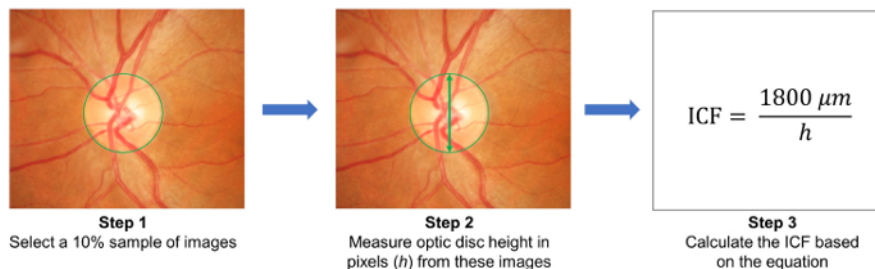 Step 1
Select a 10% sample of images
Step 2
Measure optic disc height in
pixels (h) from these images
ICF = 1800 μm / h
Step 3
Calculate the ICF based
on the equation